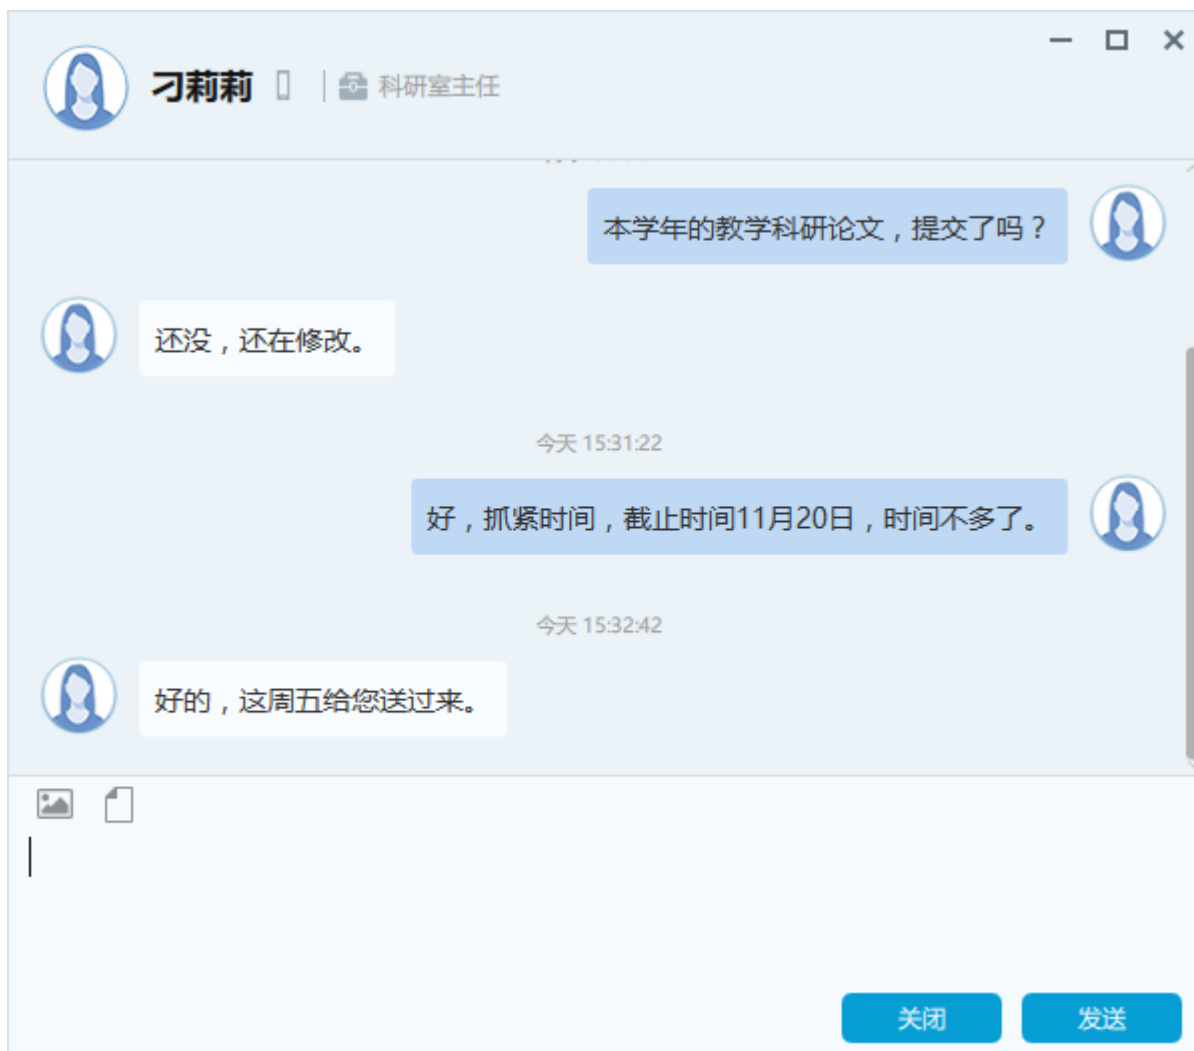 刁莉莉
科研室主任
本学年的教学科研论文，提交了吗？
还没，还在修改。
今天 15:31:22
好，抓紧时间，截止时间11月20日，时间不多了。
今天 15:32:42
好的，这周五给您送过来。
关闭
发送